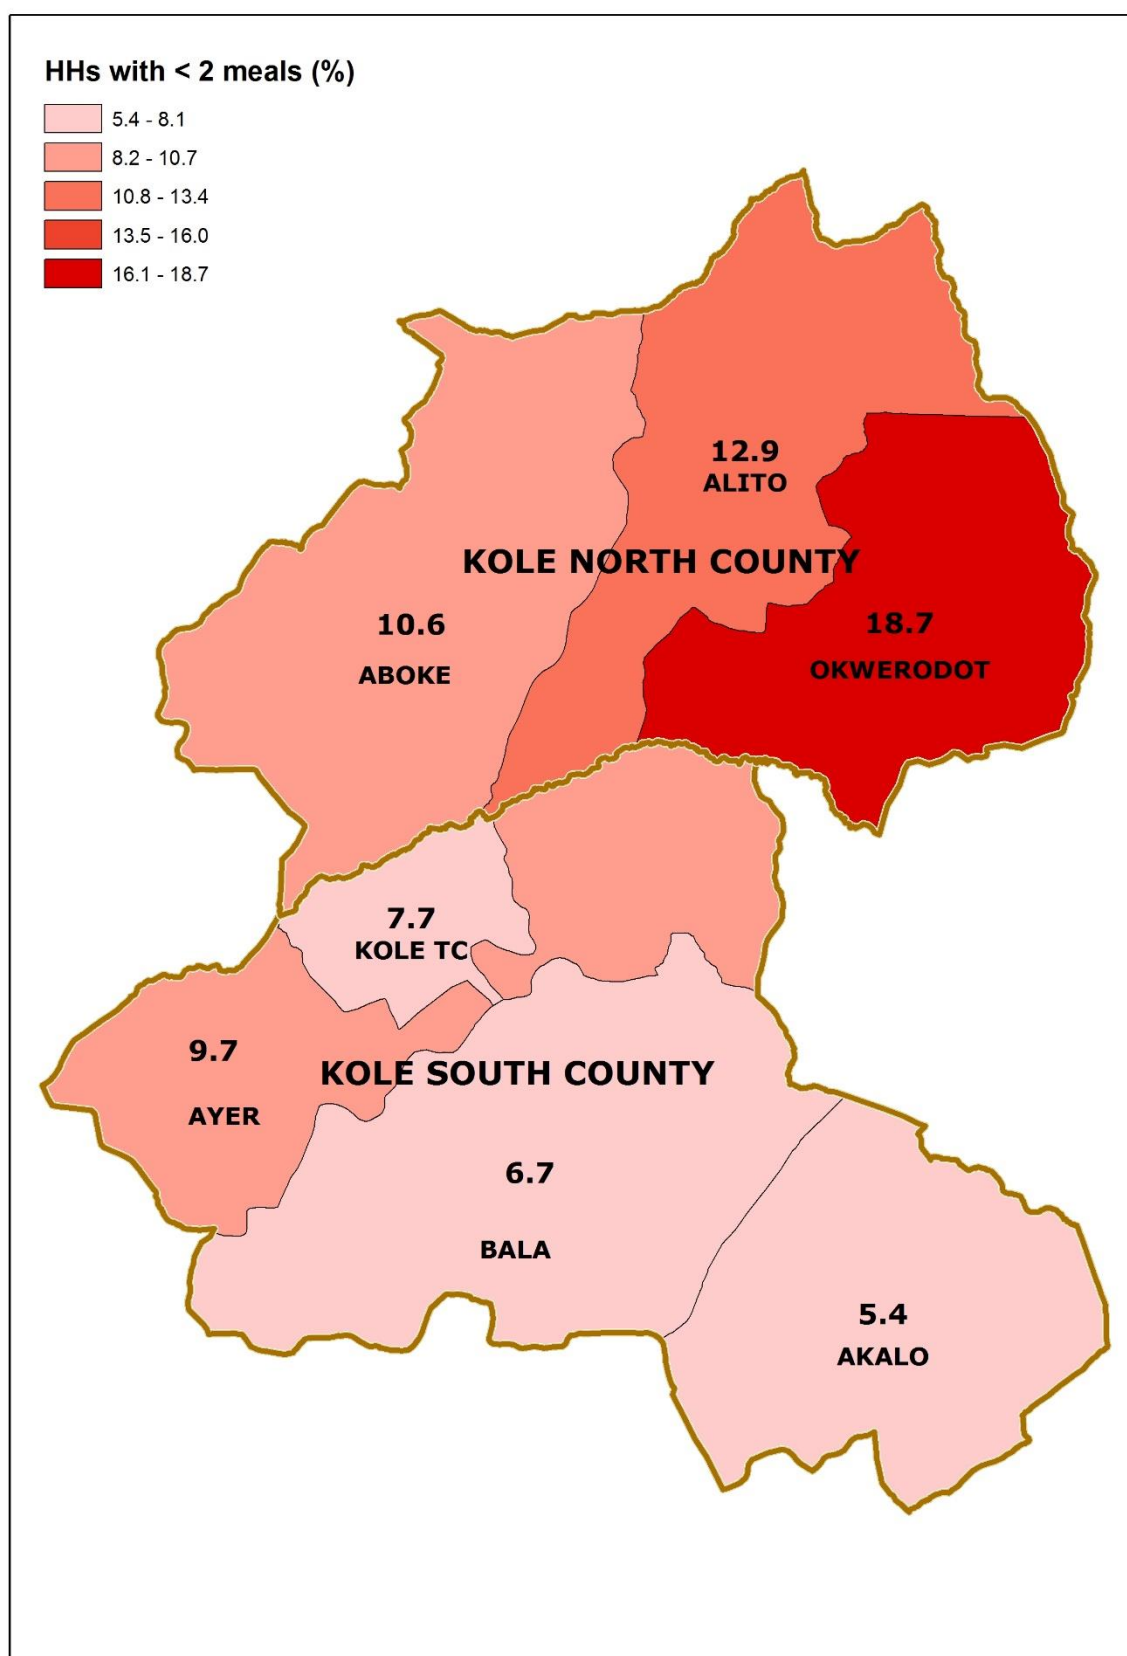 HHs with < 2 meals (%)
5.4 - 8.1
8.2 - 10.7
10.8 - 13.4
13.5 - 16.0
16.1 - 18.7
12.9
ALITO
KOLE NORTH COUNTY
10.6
ABOKE
18.7
OKWERODOT
7.7
KOLE TC
9.7
AYER
KOLE SOUTH COUNTY
6.7
BALA
5.4
AKALO